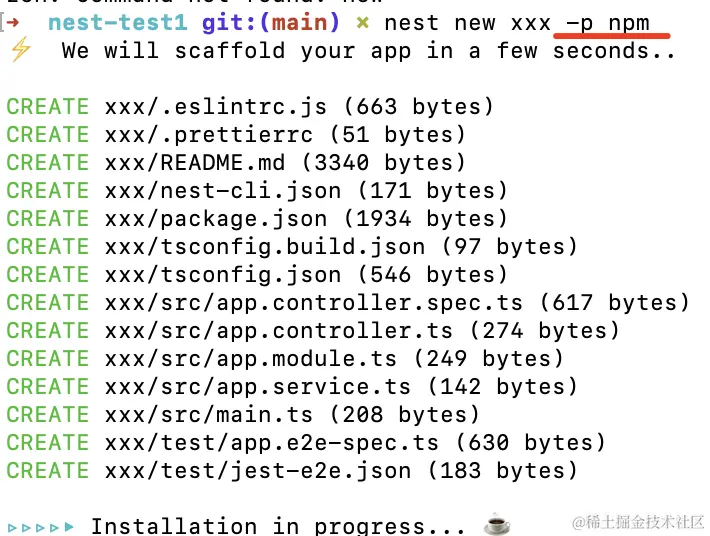 ➜ nest-test1 git:(main) × nest new xxx -p npm
⚡ We will scaffold your app in a few seconds..
CREATE xxx/.eslintrc.js (663 bytes)
CREATE xxx/.prettierrc (51 bytes)
CREATE xxx/README.md (3340 bytes)
CREATE xxx/nest-cli.json (171 bytes)
CREATE xxx/package.json (1934 bytes)
CREATE xxx/tsconfig.build.json (97 bytes)
CREATE xxx/tsconfig.json (546 bytes)
CREATE xxx/src/app.controller.spec.ts (617 bytes)
CREATE xxx/src/app.controller.ts (274 bytes)
CREATE xxx/src/app.module.ts (249 bytes)
CREATE xxx/src/app.service.ts (142 bytes)
CREATE xxx/src/main.ts (208 bytes)
CREATE xxx/test/app.e2e-spec.ts (630 bytes)
CREATE xxx/test/jest-e2e.json (183 bytes)
▹▹▹▹▸ Installation in progress... ☕
@稀土掘金技术社区